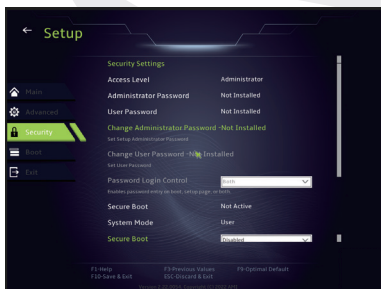 Setup
Security Settings
Access Level Administrator
Main
Administrator Password Not Installed
Advanced
User Password Not Installed
Security
Change Administrator Password -Not Installed
Set Setup Administrator Password
Boot
Change User Password -Not Installed
Set User Password
Exit
Password Login Control Both
Enables password entry on boot, setup page, or both.
Secure Boot Not Active
System Mode User
Secure Boot Disabled
F1-Help F3-Previous Values F9-Optimal Default
F10-Save & Exit ESC-Discard & Exit